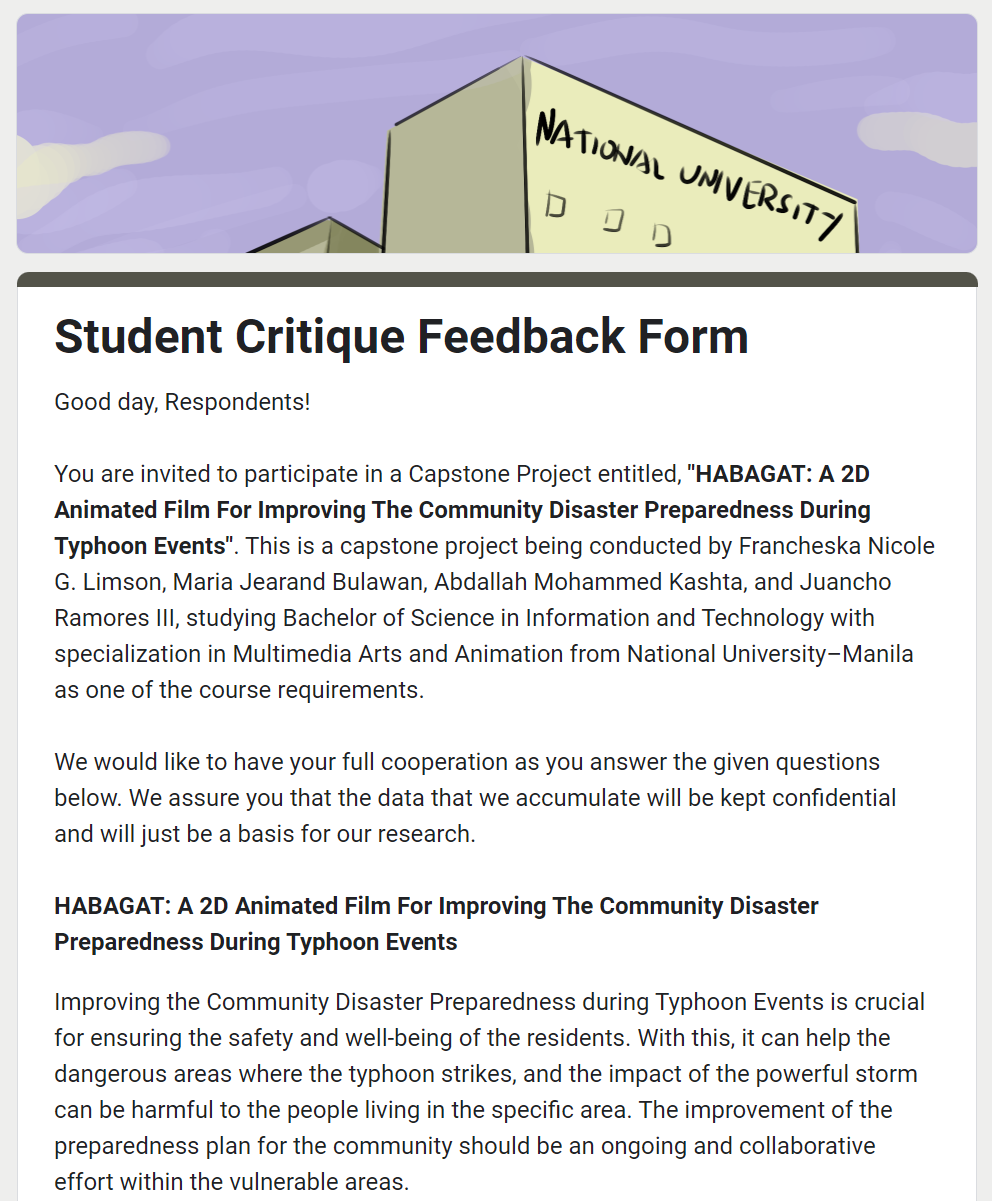 NATIONAL UNIVERSITY
Student Critique Feedback Form
Good day, Respondents!
You are invited to participate in a Capstone Project entitled, "HABAGAT: A 2D
Animated Film For Improving The Community Disaster Preparedness During
Typhoon Events". This is a capstone project being conducted by Francheska Nicole
G. Limson, Maria Jearand Bulawan, Abdallah Mohammed Kashta, and Juancho
Ramores III, studying Bachelor of Science in Information and Technology with
specialization in Multimedia Arts and Animation from National University–Manila
as one of the course requirements.
We would like to have your full cooperation as you answer the given questions
below. We assure you that the data that we accumulate will be kept confidential
and will just be a basis for our research.
HABAGAT: A 2D Animated Film For Improving The Community Disaster
Preparedness During Typhoon Events
Improving the Community Disaster Preparedness during Typhoon Events is crucial
for ensuring the safety and well-being of the residents. With this, it can help the
dangerous areas where the typhoon strikes, and the impact of the powerful storm
can be harmful to the people living in the specific area. The improvement of the
preparedness plan for the community should be an ongoing and collaborative
effort within the vulnerable areas.